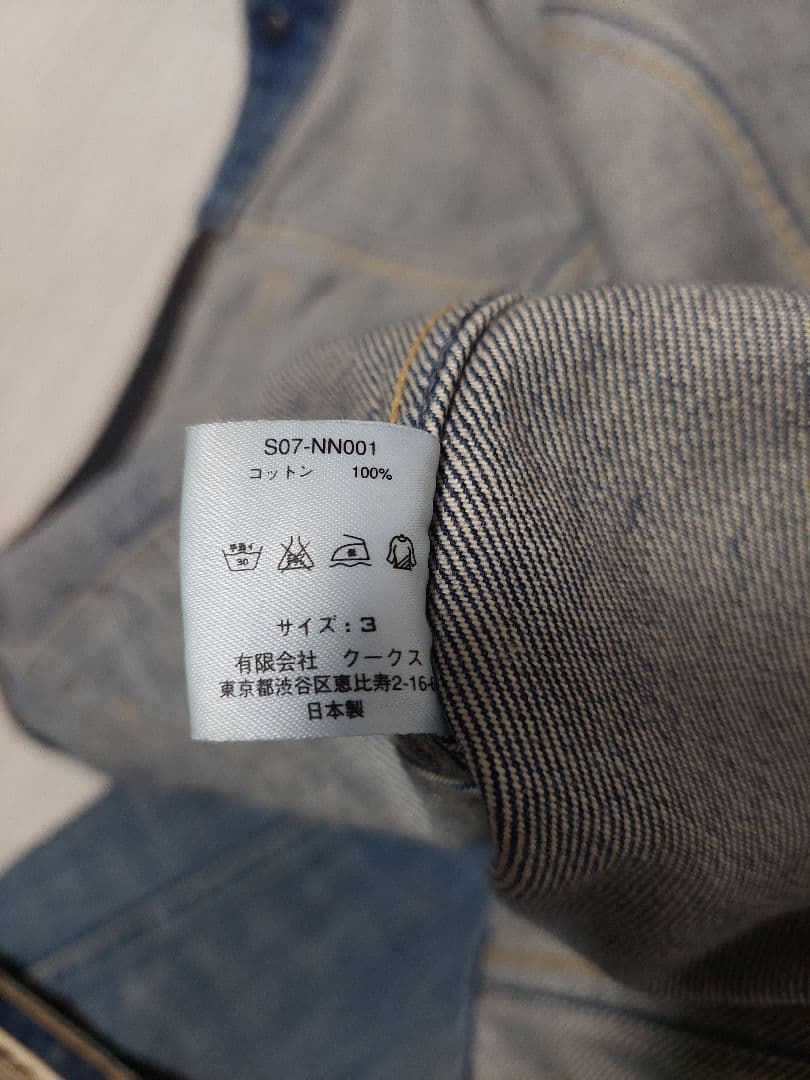 S07-NN001
コットン 100%
手洗イ
30
サイズ:3
有限会社 クークス
東京都渋谷区恵比寿2-16-
日本製